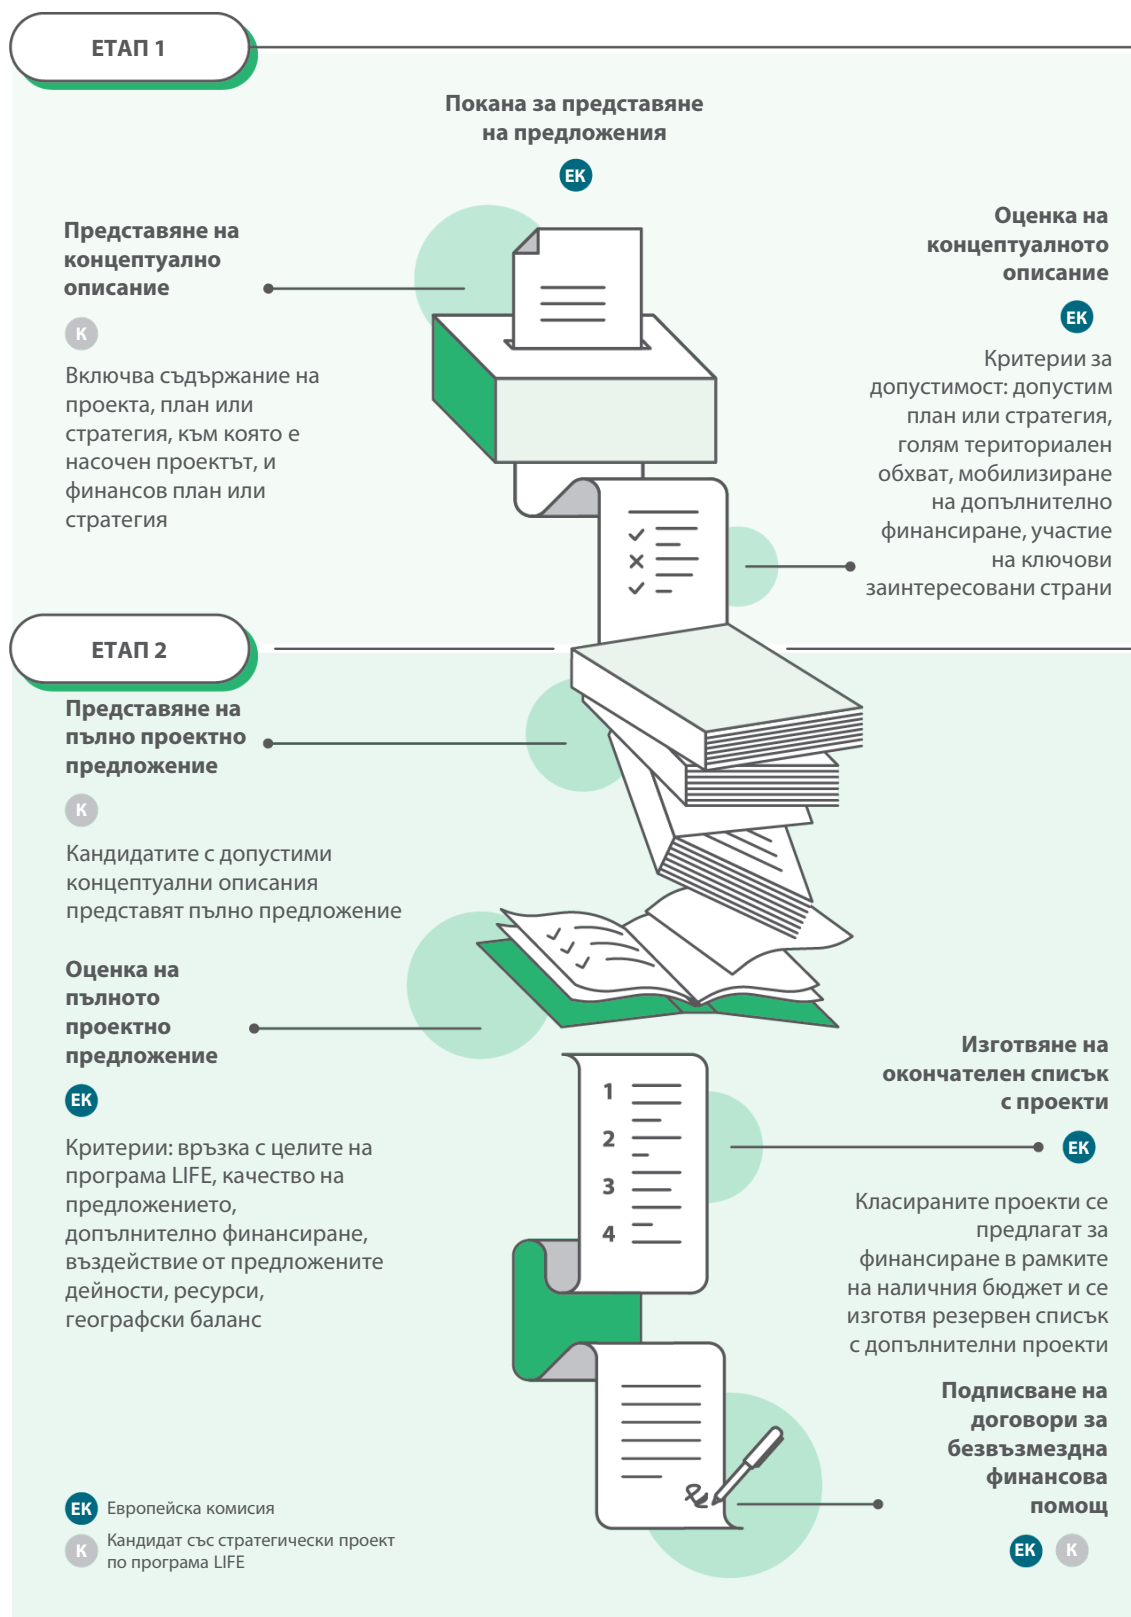 ЕТАП 1
Покана за представяне
на предложения
ЕК
Представяне на
концептуално
описание
К
Включва съдържание на
проекта, план или
стратегия, към която е
насочен проектът, и
финансов план или
стратегия
Оценка на
концептуалното
описание
ЕК
Критерии за
допустимост: допустим
план или стратегия,
голям териториален
обхват, мобилизиране
на допълнително
финансиране, участие
на ключови
заинтересовани страни
ЕТАП 2
Представяне на
пълно проектно
предложение
К
Кандидатите с допустими
концептуални описания
представят пълно предложение
Оценка на
пълното
проектно
предложение
ЕК
Критерии: връзка с целите на
програма LIFE, качество на
предложението,
допълнително финансиране,
въздействие от предложените
дейности, ресурси,
географски баланс
1
2
3
4
Изготвяне на
окончателен списък
с проекти
ЕК
Класираните проекти се
предлагат за
финансиране в рамките
на наличния бюджет и се
изготвя резервен списък
с допълнителни проекти
Подписване на
договори за
безвъзмездна
финансова
помощ
ЕК К
ЕК Европейска комисия
К Кандидат със стратегически проект
по програма LIFE